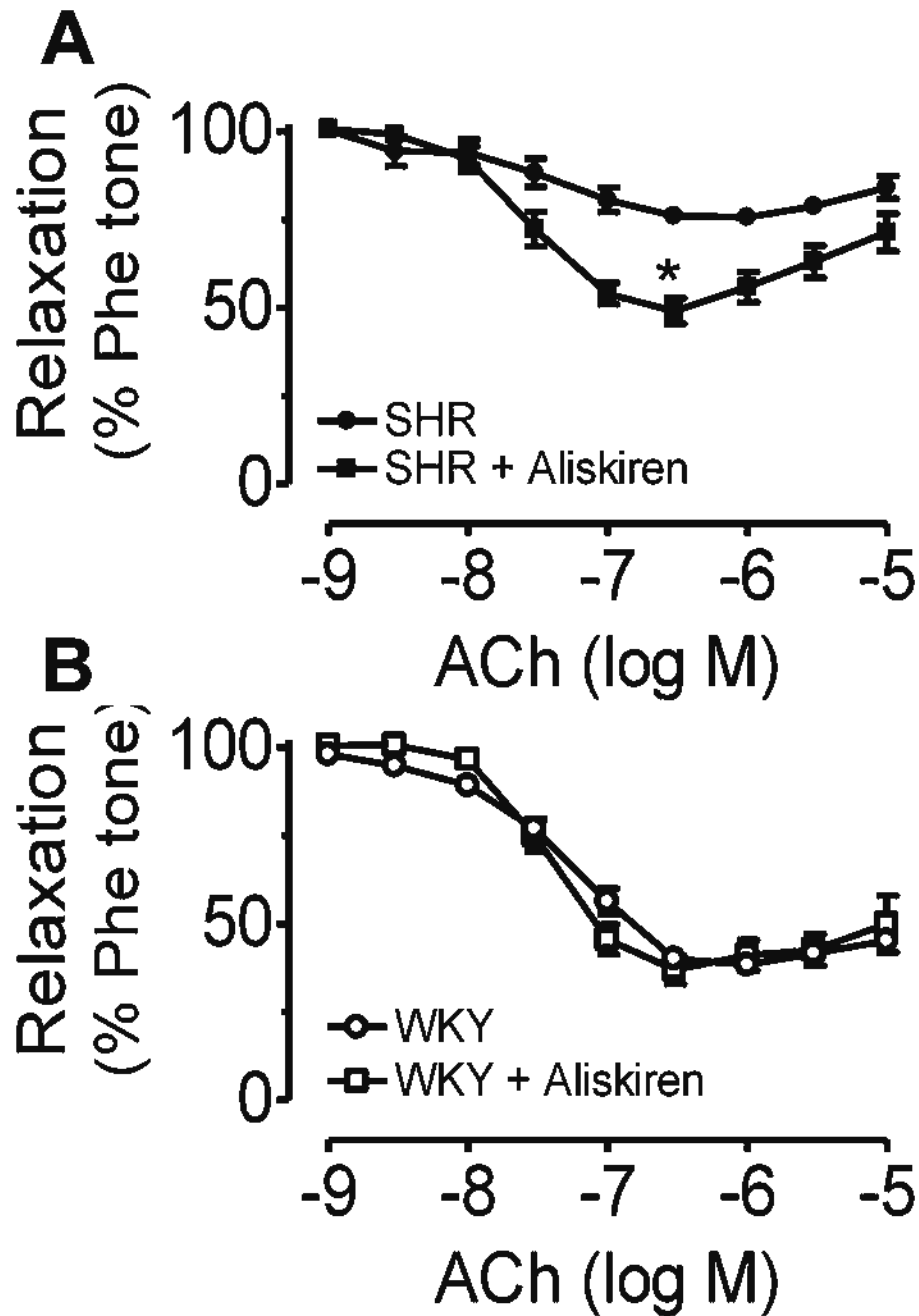 A
Relaxation
(% Phe tone)
100
50
0
*
SHR
SHR + Aliskiren
-9 -8 -7 -6 -5
ACh (log M)
B
Relaxation
(% Phe tone)
100
50
0
WKY
WKY + Aliskiren
-9 -8 -7 -6 -5
ACh (log M)